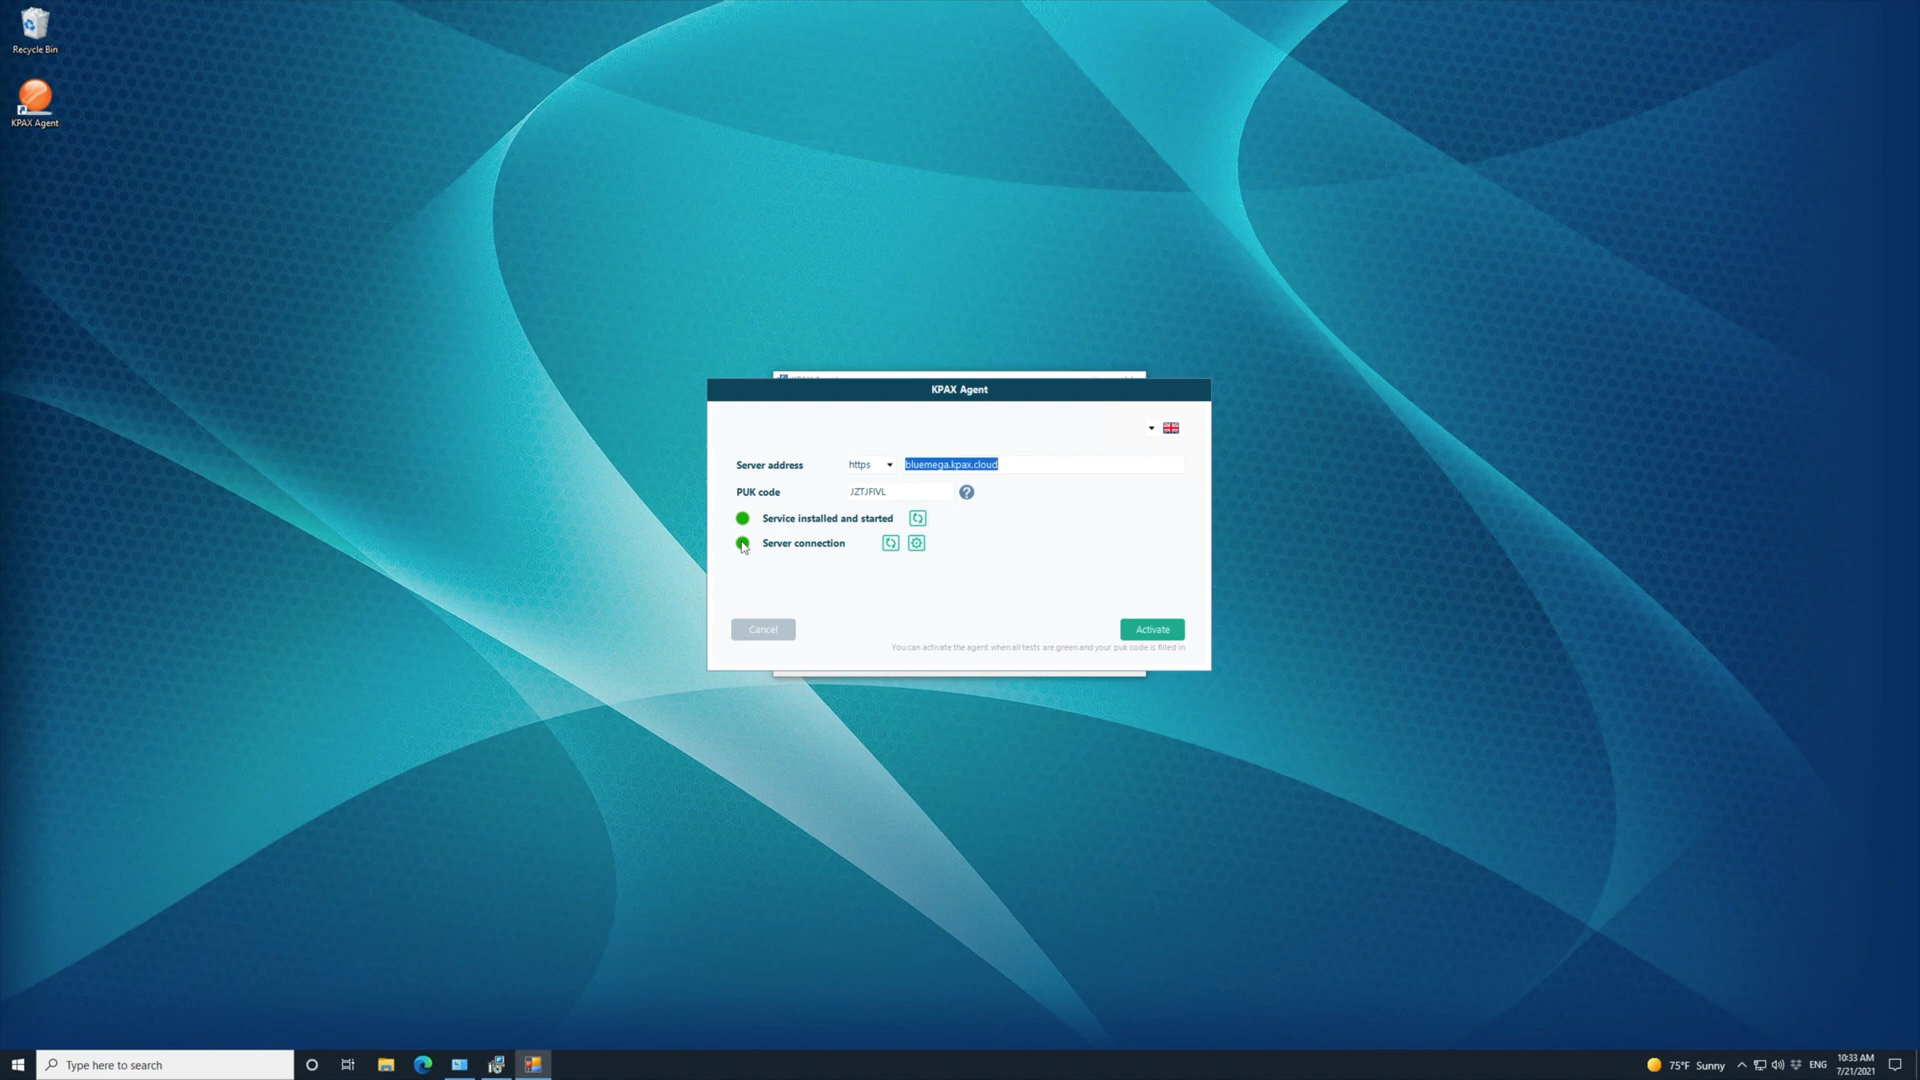 Recycle Bin
KPAX Agent
KPAX Agent
Server address
https
bluemega.kpax.cloud
PUK code
JZTJFIVL
?
Service installed and started
Server connection
Cancel
Activate
You can activate the agent when all tests are green and your puk code is filled in
Type here to search
75°F Sunny
ENG
10:33 AM
7/21/2021